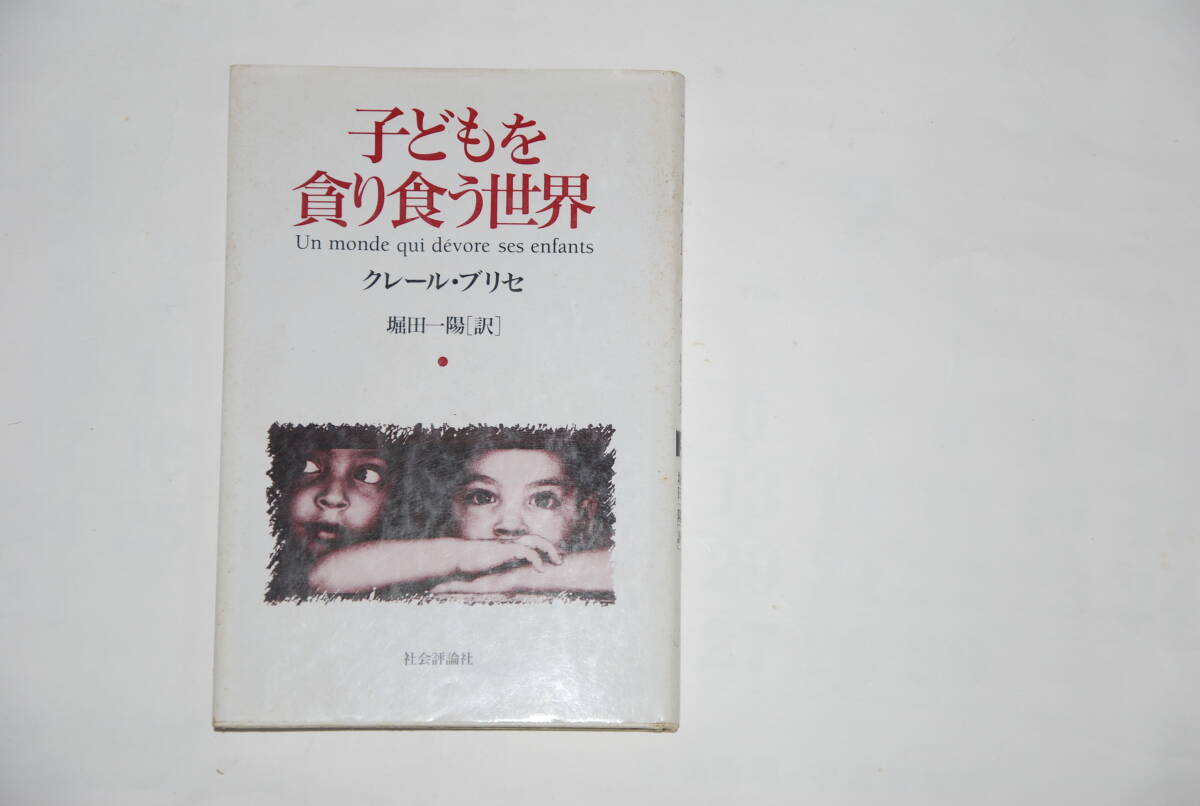 子どもを
貪り食う世界
Un monde qui dévore ses enfants
クレール・ブリセ
堀田一陽[訳]
社会評論社